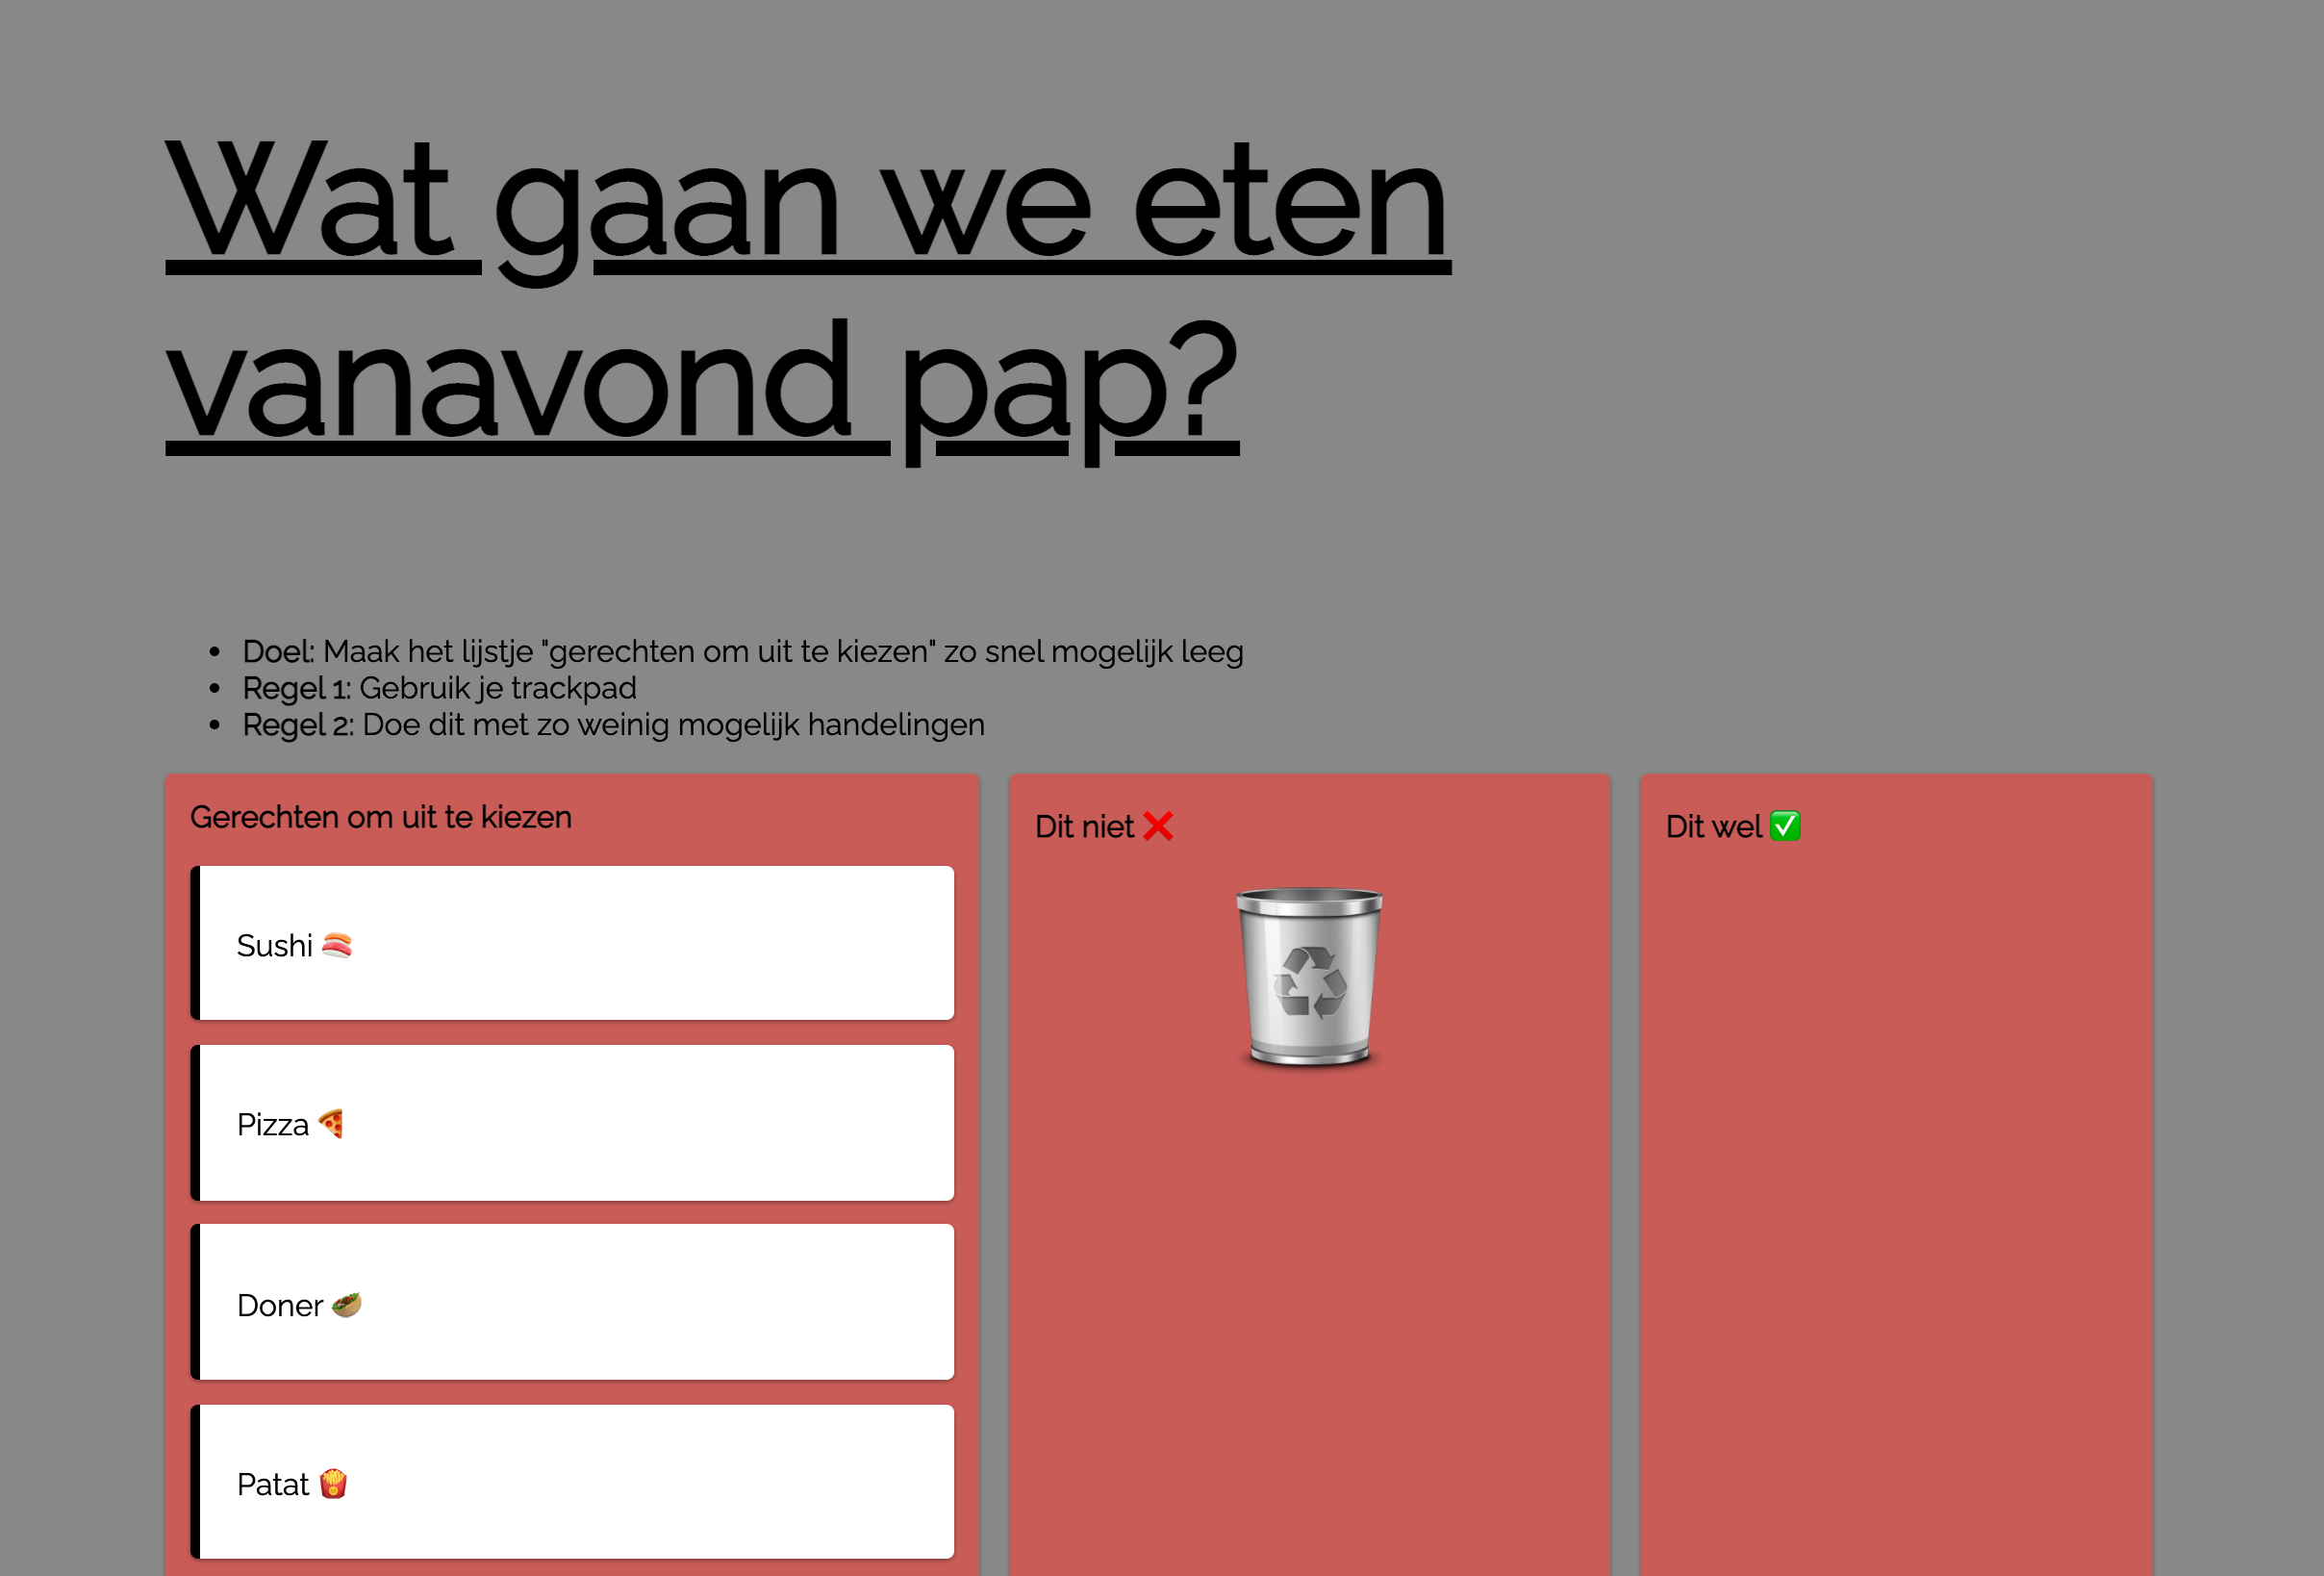 Wat gaan we eten
vanavond pap?
• Doel: Maak het lijstje "gerechten om uit te kiezen" zo snel mogelijk leeg
• Regel 1: Gebruik je trackpad
• Regel 2: Doe dit met zo weinig mogelijk handelingen
Gerechten om uit te kiezen
Dit niet ❌
Dit wel ✅
Sushi 🍣
Pizza 🍕
Doner 🥙
Patat 🍟